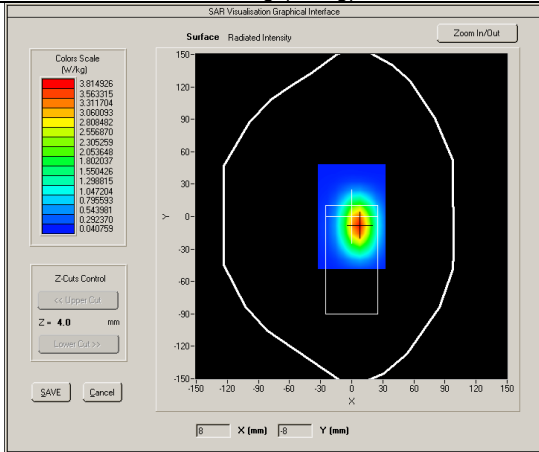 SAR Visualisation Graphical Interface
Surface Radiated Intensity
Zoom In/Out
Colors Scale
(W/kg)
3.814926
3.563315
3.311704
3.060093
2.808482
2.556870
2.305259
2.053648
1.802037
1.550426
1.298815
1.047204
0.795593
0.543981
0.292370
0.040759
Z-Cuts Control
<< Upper Cut
Z = 4.0 mm
Lower Cut >>
SAVE Cancel
150
120
90
60
30
0
-30
-60
-90
-120
-150
Y
-150 -120 -90 -60 -30 0 30 60 90 120 150
X
8 X (mm) -8 Y (mm)